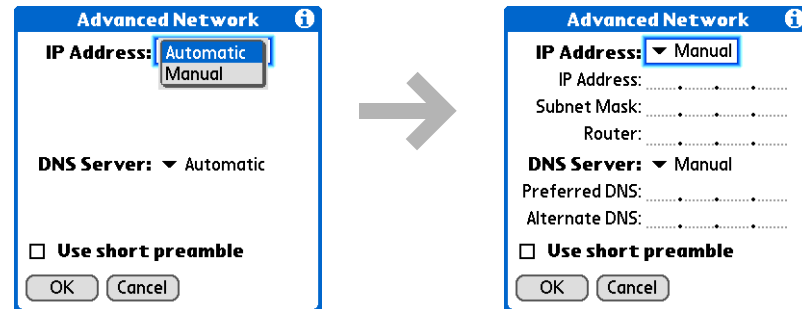 Advanced Network
IP Address: Automatic
Manual
DNS Server: Automatic
Use short preamble
OK Cancel
Advanced Network
IP Address: Manual
IP Address:
Subnet Mask:
Router:
DNS Server: Manual
Preferred DNS:
Alternate DNS:
Use short preamble
OK Cancel